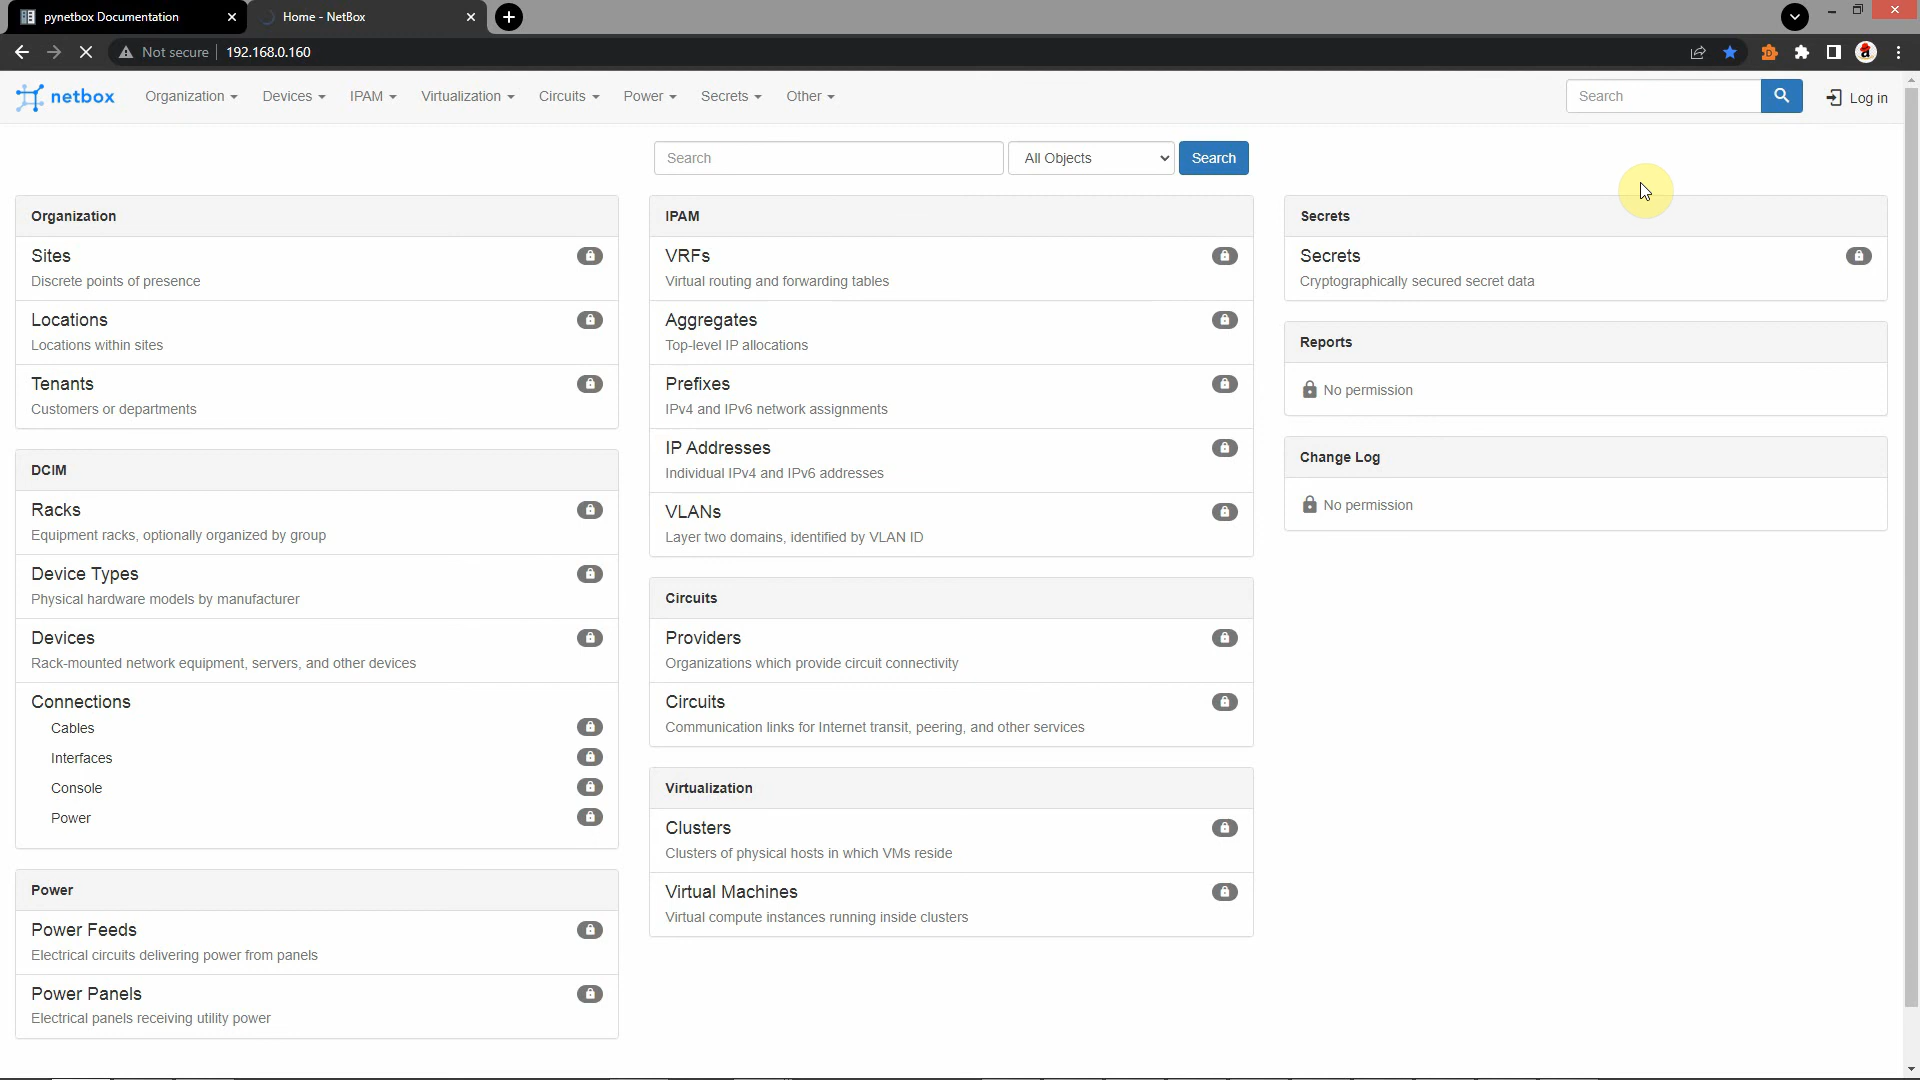 pynetbox Documentation
Home - NetBox
Not secure
192.168.0.160
netbox
Organization
Devices
IPAM
Virtualization
Circuits
Power
Secrets
Other
Search
Log in
Search
All Objects
Search
Organization
Sites
Discrete points of presence
Locations
Locations within sites
Tenants
Customers or departments
DCIM
Racks
Equipment racks, optionally organized by group
Device Types
Physical hardware models by manufacturer
Devices
Rack-mounted network equipment, servers, and other devices
Connections
Cables
Interfaces
Console
Power
Power
Power Feeds
Electrical circuits delivering power from panels
Power Panels
Electrical panels receiving utility power
IPAM
VRFs
Virtual routing and forwarding tables
Aggregates
Top-level IP allocations
Prefixes
IPv4 and IPv6 network assignments
IP Addresses
Individual IPv4 and IPv6 addresses
VLANs
Layer two domains, identified by VLAN ID
Circuits
Providers
Organizations which provide circuit connectivity
Circuits
Communication links for Internet transit, peering, and other services
Virtualization
Clusters
Clusters of physical hosts in which VMs reside
Virtual Machines
Virtual compute instances running inside clusters
Secrets
Secrets
Cryptographically secured secret data
Reports
No permission
Change Log
No permission